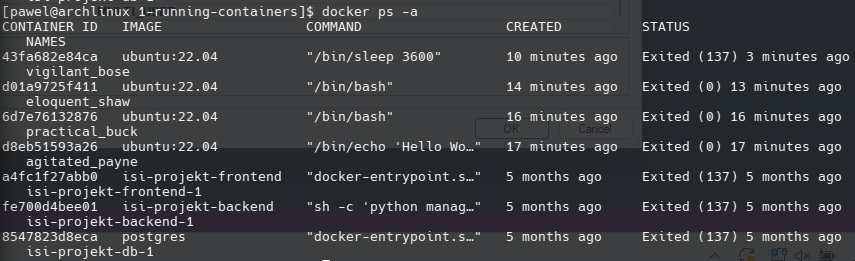 [pawel@archlinux 1-running-containers]$ docker ps -a
CONTAINER ID   IMAGE                  COMMAND                  CREATED          STATUS
   NAMES
43fa682e84ca   ubuntu:22.04           "/bin/sleep 3600"        10 minutes ago   Exited (137) 3 minutes ago
   vigilant_bose
d01a9725f411   ubuntu:22.04           "/bin/bash"              14 minutes ago   Exited (0) 13 minutes ago
   eloquent_shaw
6d7e76132876   ubuntu:22.04           "/bin/bash"              16 minutes ago   Exited (0) 16 minutes ago
   practical_buck
d8eb51593a26   ubuntu:22.04           "/bin/echo 'Hello Wo…"   17 minutes ago   Exited (0) 17 minutes ago
   agitated_payne
a4fc1f27abb0   isi-projekt-frontend   "docker-entrypoint.s…"   5 months ago     Exited (137) 5 months ago
   isi-projekt-frontend-1
fe700d4bee01   isi-projekt-backend    "sh -c 'python manag…"   5 months ago     Exited (137) 5 months ago
   isi-projekt-backend-1
8547823d8eca   postgres               "docker-entrypoint.s…"   5 months ago     Exited (137) 5 months ago
   isi-projekt-db-1
OK Cancel